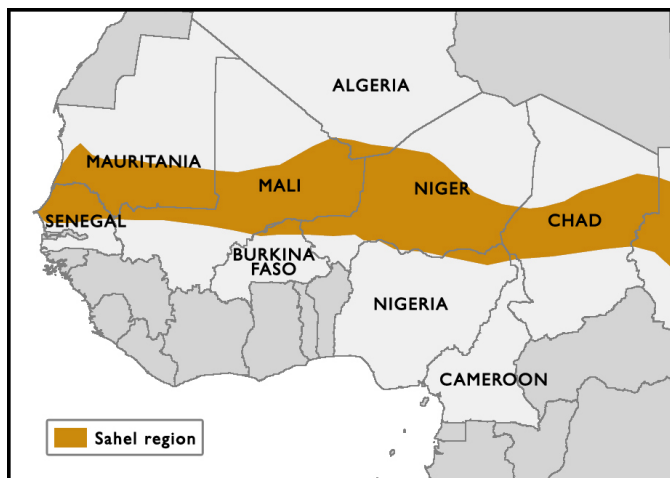 ALGERIA
MAURITANIA
MALI
NIGER
SENEGAL
CHAD
BURKINA
FASO
NIGERIA
CAMEROON
Sahel region